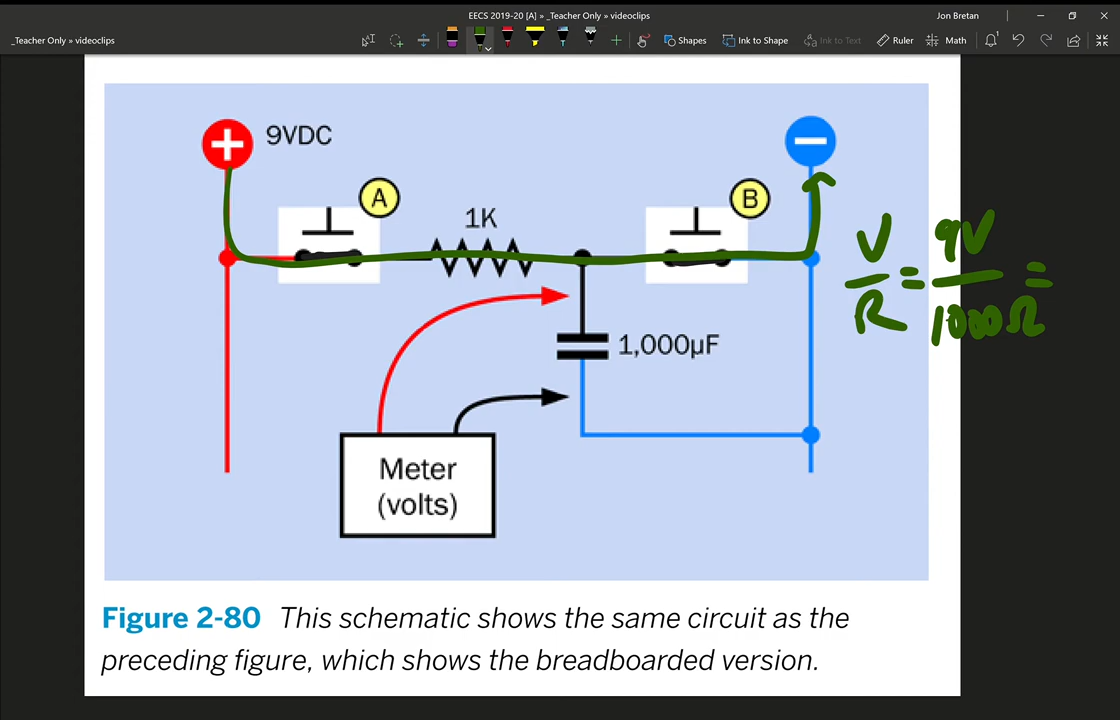 EECS 2019-20 [A] » _Teacher Only » videoclips
Jon Bretan
_Teacher Only » videoclips
Shapes
Ink to Shape
Ink to Text
Ruler
Math
+ 9VDC
−
A
1K
B
V/R = 9V/1000Ω =
1,000µF
Meter
(volts)
Figure 2-80 This schematic shows the same circuit as the
preceding figure, which shows the breadboarded version.